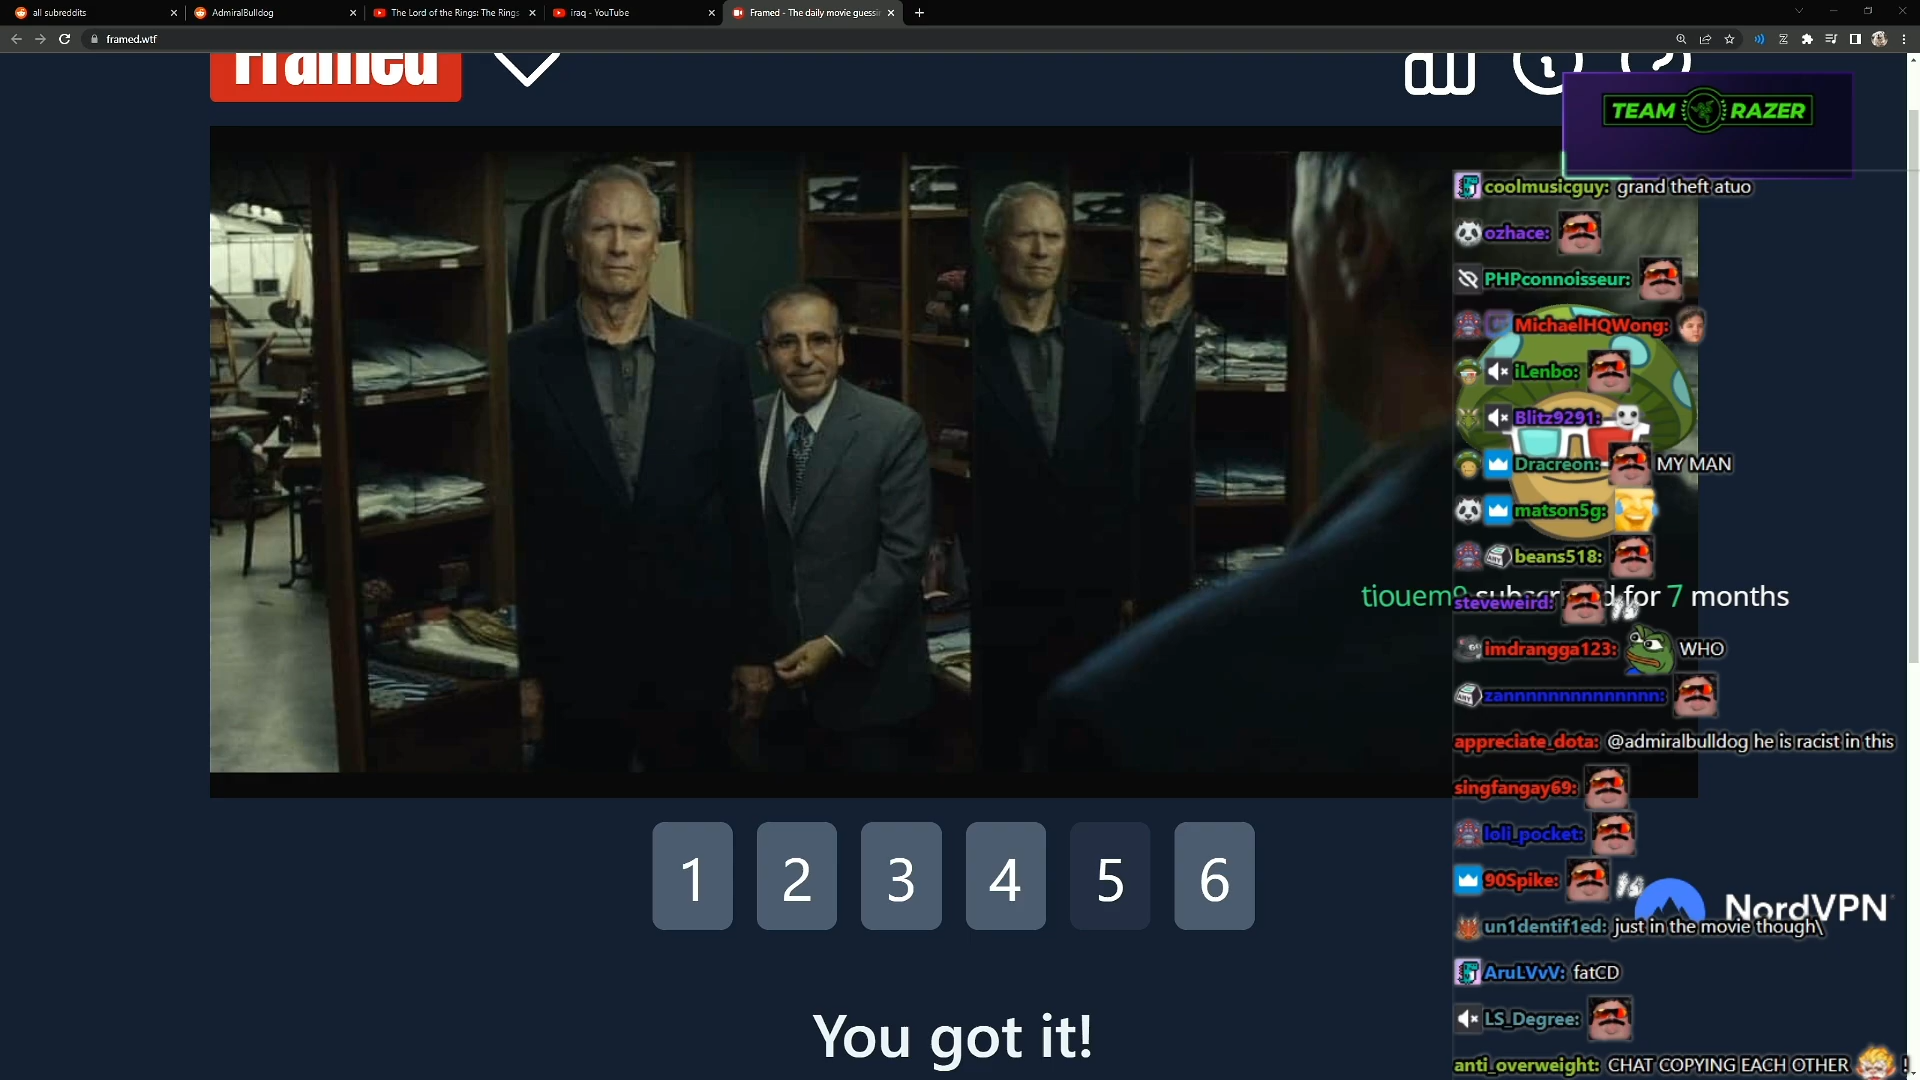 all subreddits
AdmiralBulldog
The Lord of the Rings: The Rings
iraq - YouTube
Framed - The daily movie guessi
framed.wtf
Framed
TEAM RAZER
coolmusicguy: grand theft atuo
ozhace:
PHPconnoisseur:
MichaelHQWong:
iLenbo:
Blitz9291:
Dracreon: MY MAN
matson5g:
beans518:
subscribed for 7 months
steveweird:
imdrangga123: WHO
zannnnnnnnnnnnnnn:
appreciate_dota: @admiralbulldog he is racist in this
singfangay69:
loli_pocket:
90Spike:
NordVPN
un1dentif1ed: just in the movie though\
AruLVvV: fatCD
LS_Degree:
anti_overweight: CHAT COPYING EACH OTHER !
1 2 3 4 5 6
You got it!